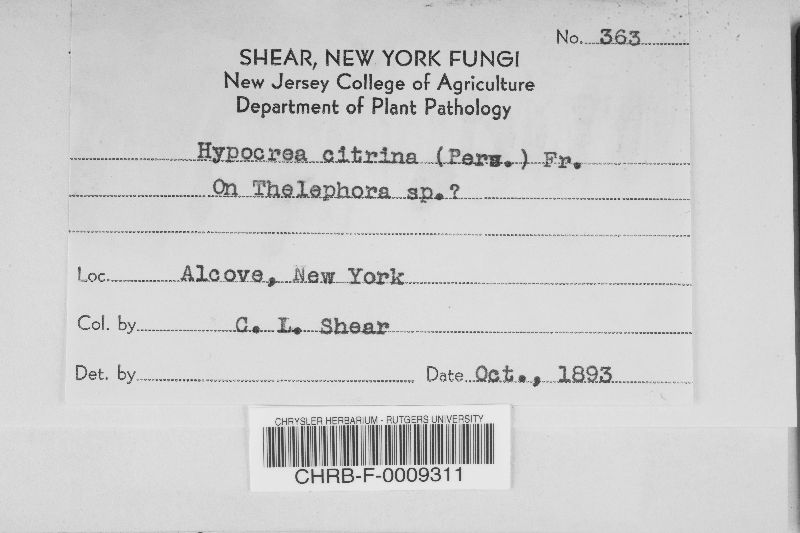 No. 363
SHEAR, NEW YORK FUNGI
New Jersey College of Agriculture
Department of Plant Pathology
Hypocrea citrina (Pers.) Fr.
On Thelephora sp.?
Loc. Alcove, New York
Col. by C. L. Shear
Det. by
Date Oct., 1893
CHRYSLER HERBARIUM - RUTGERS UNIVERSITY
CHRB-F-0009311